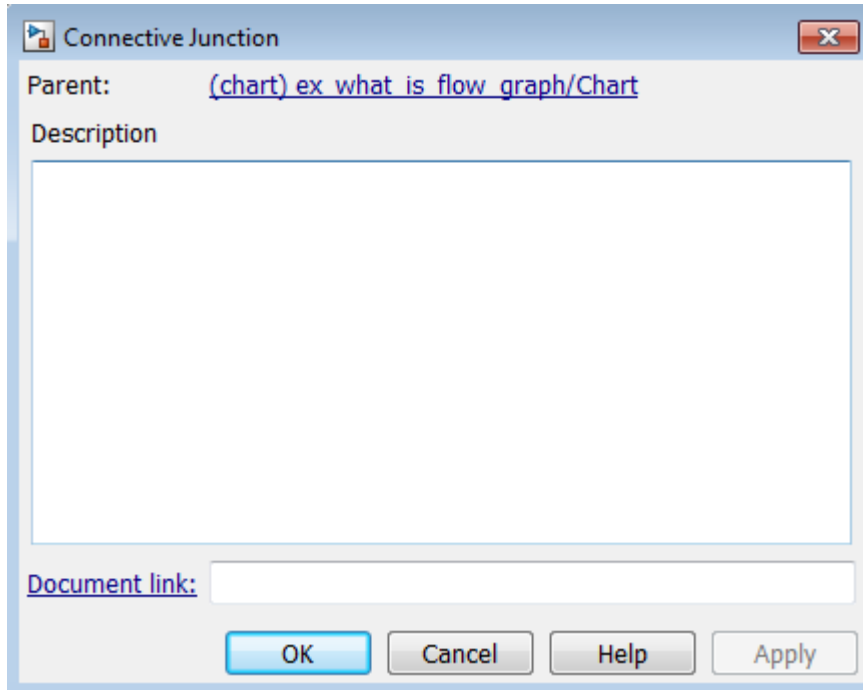 Connective Junction
Parent: (chart) ex_what_is_flow_graph/Chart
Description
Document link:
OK Cancel Help Apply